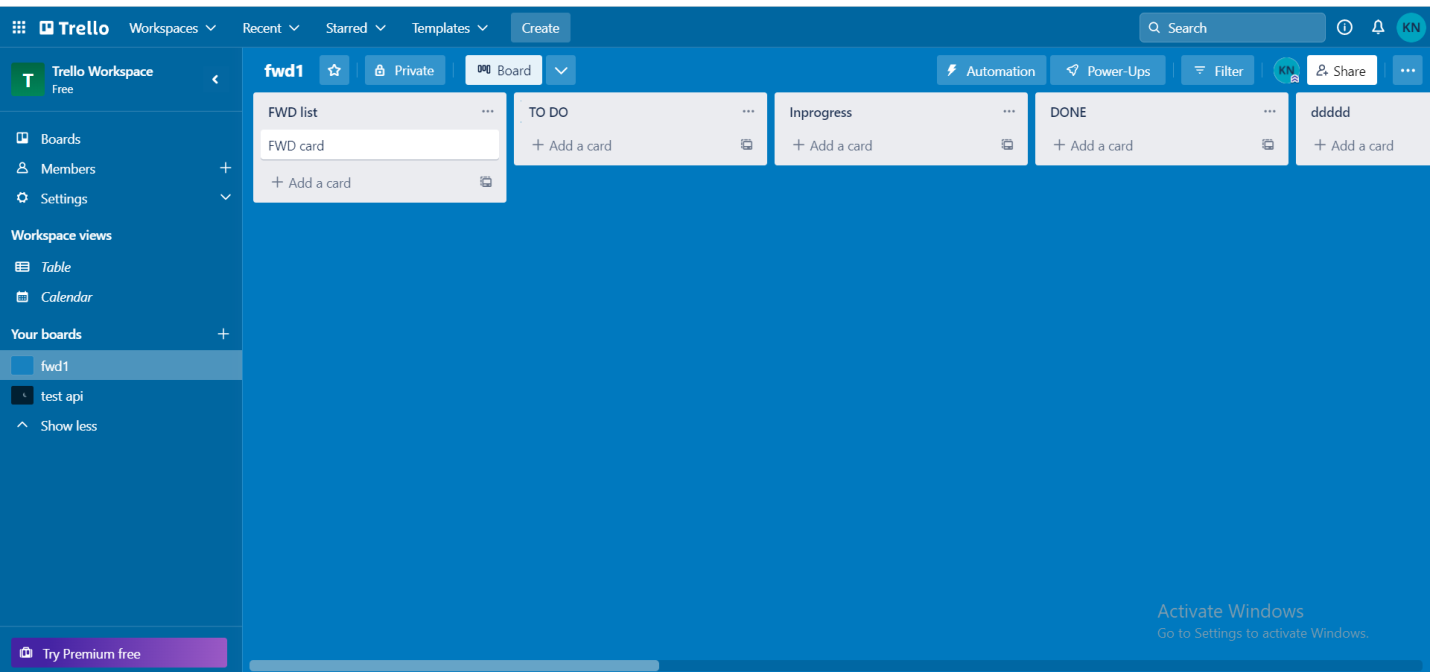 Trello Workspaces Recent Starred Templates Create Search KN
T Trello Workspace
Free
fwd1 Private Board Automation Power-Ups Filter KN Share
Boards
Members
Settings
Workspace views
Table
Calendar
Your boards
fwd1
test api
Show less
Try Premium free
FWD list
FWD card
+ Add a card
TO DO
+ Add a card
Inprogress
+ Add a card
DONE
+ Add a card
ddddd
+ Add a card
Activate Windows
Go to Settings to activate Windows.